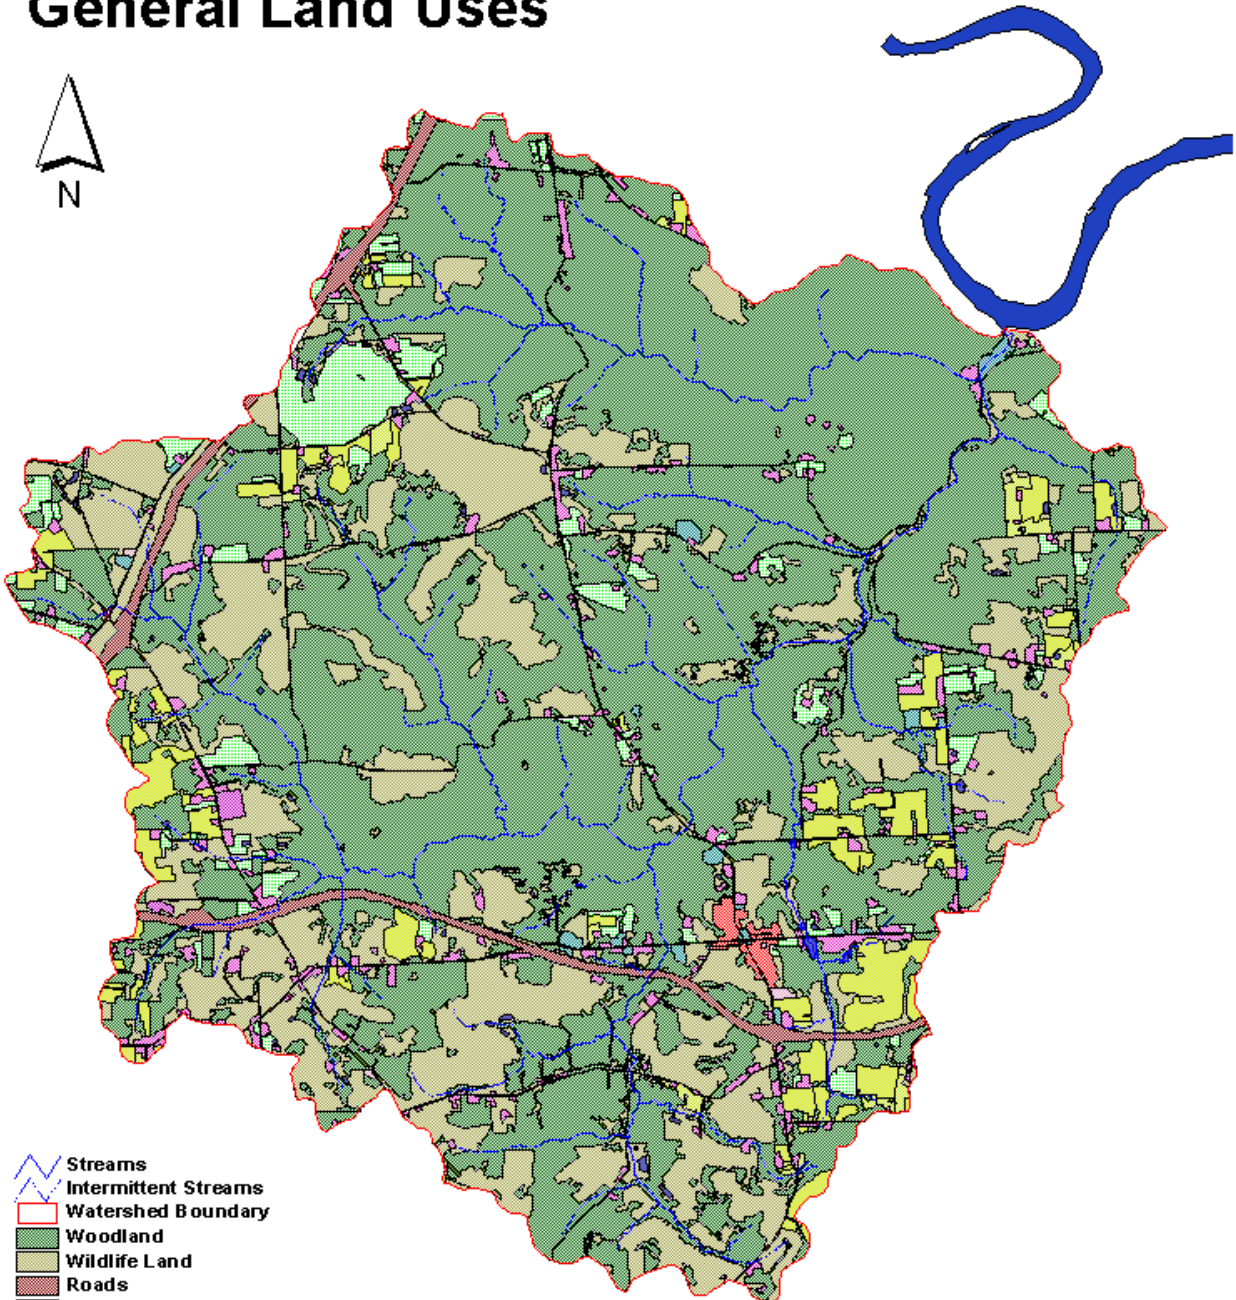 General Land Uses
N
Streams
Intermittent Streams
Watershed Boundary
Woodland
Wildlife Land
Roads